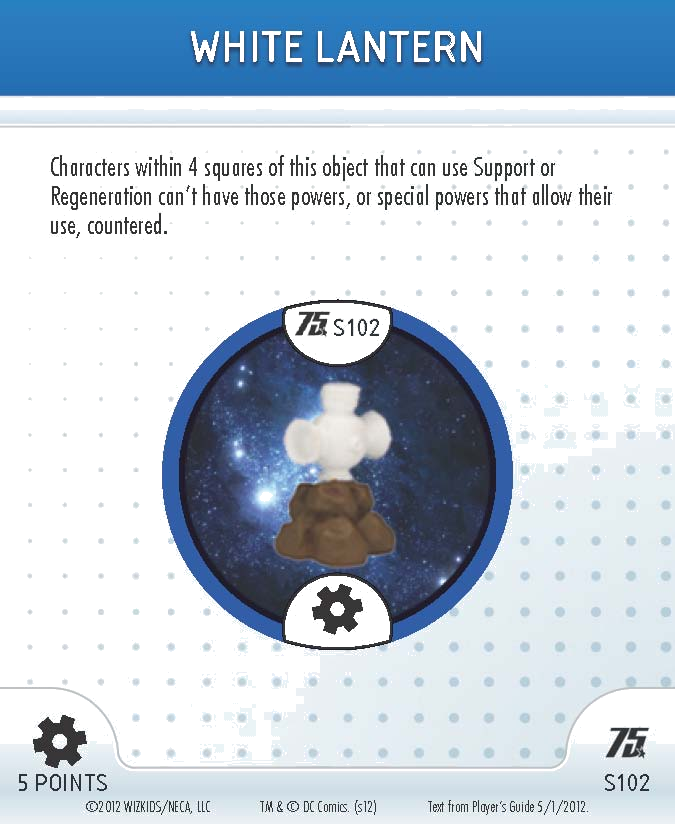 WHITE LANTERN
Characters within 4 squares of this object that can use Support or
Regeneration can't have those powers, or special powers that allow their
use, countered.
75 S102
5 POINTS
75
S102
©2012 WIZKIDS/NECA, LLC TM & © DC Comics. (s12) Text from Player's Guide 5/1/2012.